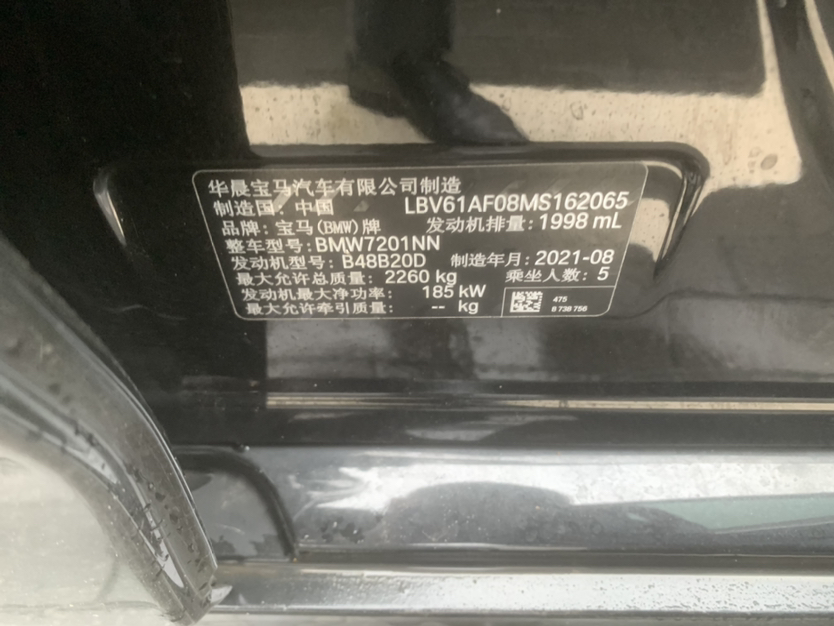 华晨宝马汽车有限公司制造
制造国：中国 LBV61AF08MS162065
品牌：宝马(BMW)牌 发动机排量：1998 mL
整车型号：BMW7201NN
发动机型号：B48B20D 制造年月：2021-08
最大允许总质量：2260 kg 乘坐人数：5
发动机最大净功率：185 kW
最大允许牵引质量：-- kg
475
8 738 756